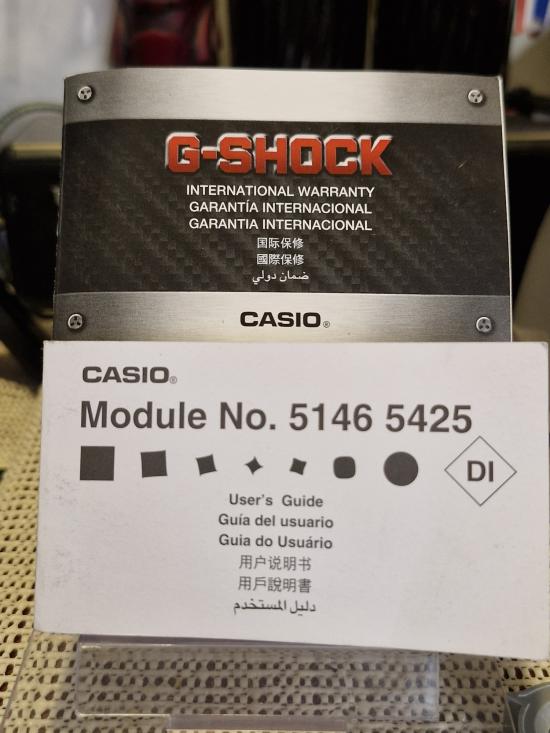 G-SHOCK
INTERNATIONAL WARRANTY
GARANTÍA INTERNACIONAL
GARANTIA INTERNACIONAL
国际保修
國際保修
ضمان دولي
CASIO®
CASIO®
Module No. 5146 5425
DI
User's Guide
Guía del usuario
Guia do Usuário
用户说明书
用戶說明書
دليل المستخدم